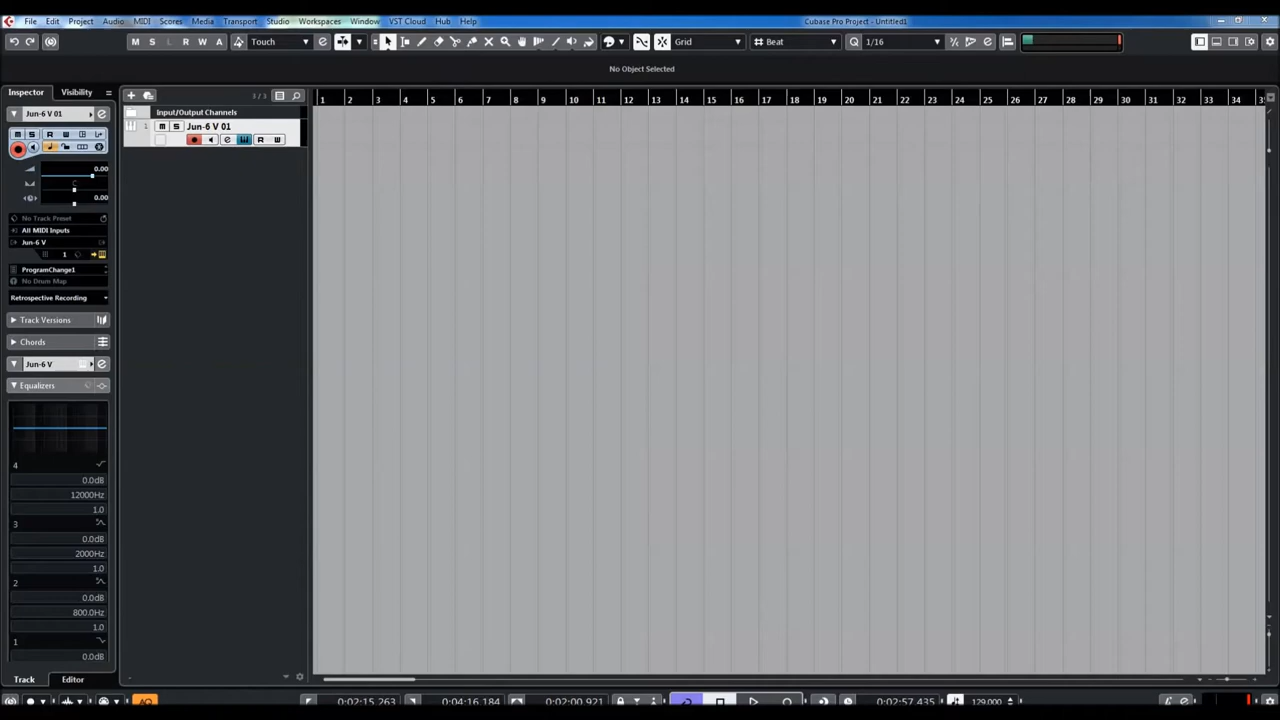 File Edit Project Audio MIDI Scores Media Transport Studio Workspaces Window VST Cloud Hub Help Cubase Pro Project - Untitled1
M S L R W A Touch Grid Beat Q 1/16
No Object Selected
Inspector Visibility
Jun-6 V 01
M S R W
0.00
C
0.00
No Track Preset
All MIDI Inputs
Jun-6 V
1
ProgramChange1
No Drum Map
Retrospective Recording
Track Versions
Chords
Jun-6 V
Equalizers
4
0.0dB
12000Hz
1.0
3
0.0dB
2000Hz
1.0
2
0.0dB
800.0Hz
1.0
1
0.0dB
Track Editor
3 / 3
Input/Output Channels
1 M S Jun-6 V 01
R W
1 2 3 4 5 6 7 8 9 10 11 12 13 14 15 16 17 18 19 20 21 22 23 24 25 26 27 28 29 30 31 32 33 34
AQ 0:02:15.263 0:04:16.184 0:02:00.921 0:02:57.435 129.000